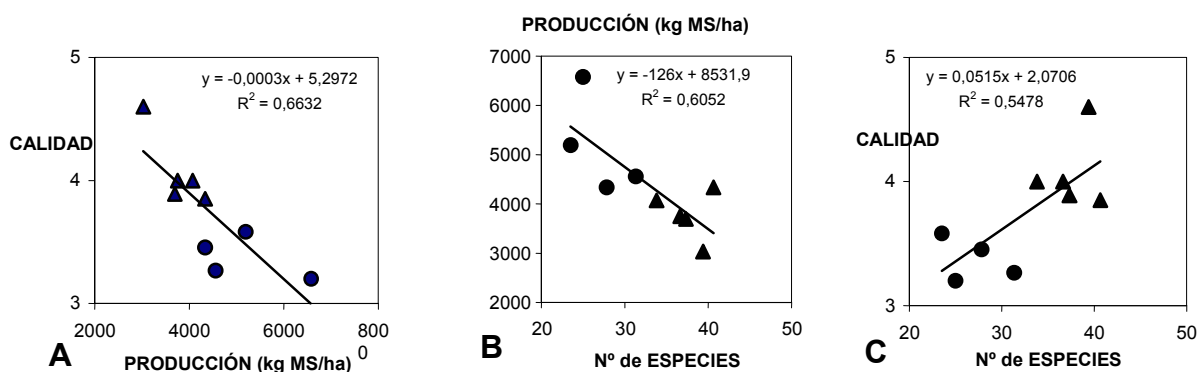 5
y = -0,0003x + 5,2972
R2 = 0,6632
CALIDAD
4
3
2000 4000 6000 800
0
A
PRODUCCIÓN (kg MS/ha)
PRODUCCIÓN (kg MS/ha)
7000
y = -126x + 8531,9
R2 = 0,6052
6000
5000
4000
3000
2000
20 30 40 50
B
Nº de ESPECIES
5
y = 0,0515x + 2,0706
R2 = 0,5478
CALIDAD
4
3
20 30 40 50
C
Nº de ESPECIES